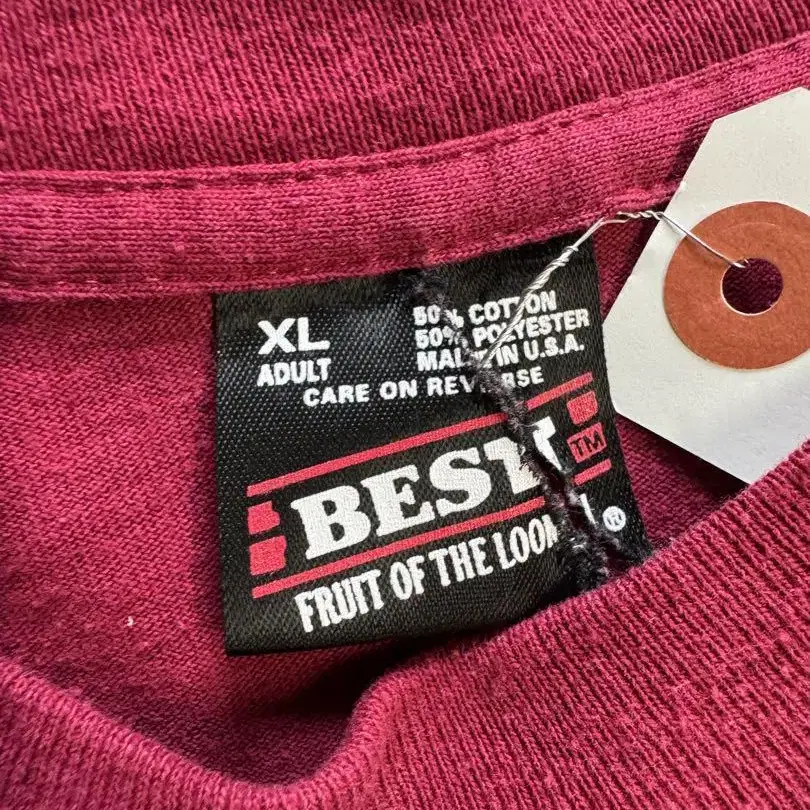 XL
ADULT
50% COTTON
50% POLYESTER
MADE IN U.S.A.
CARE ON REVERSE
BEST
TM
FRUIT OF THE LOOM
®